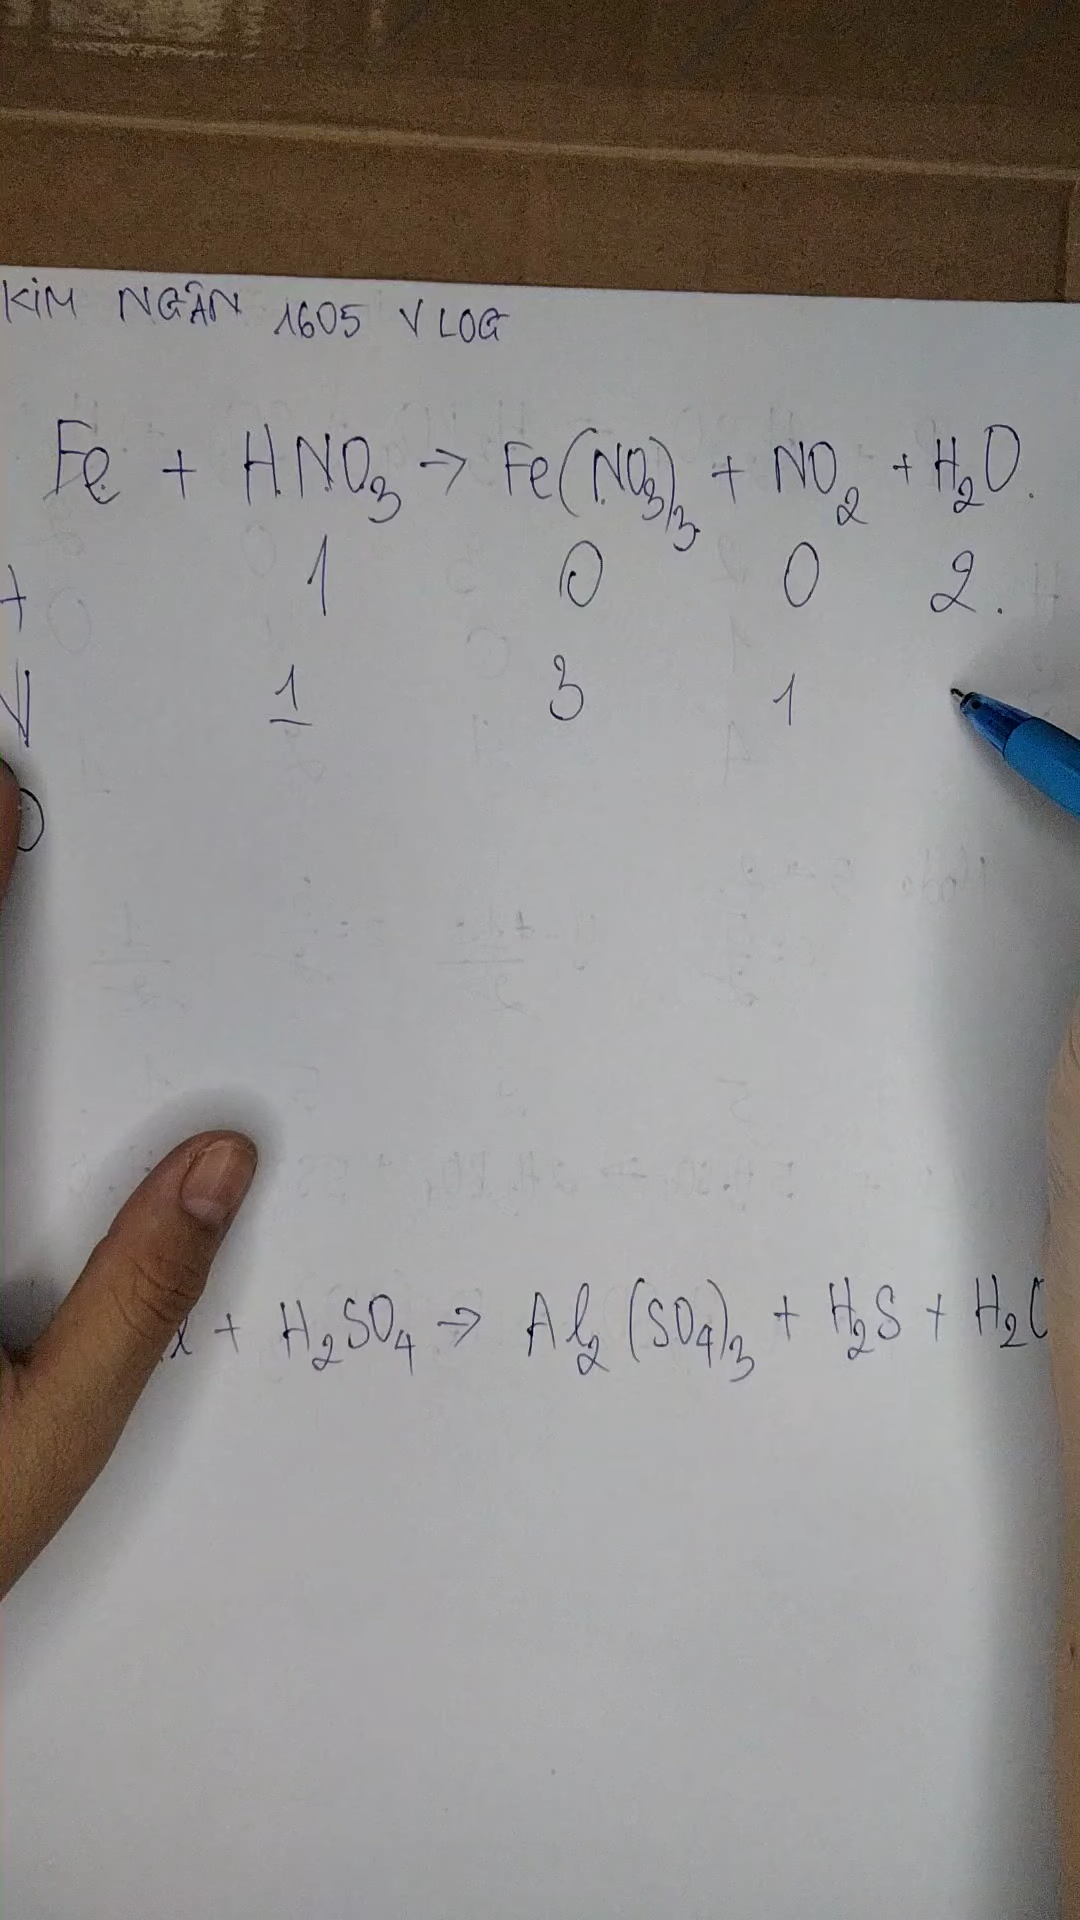 KIM NGÂN 1605 VLOG
Fe + HNO₃ → Fe(NO₃)₃ + NO₂ + H₂O.
1 0 0 2.
N 1 3 1
O
+ H₂SO₄ → Al₂(SO₄)₃ + H₂S + H₂O